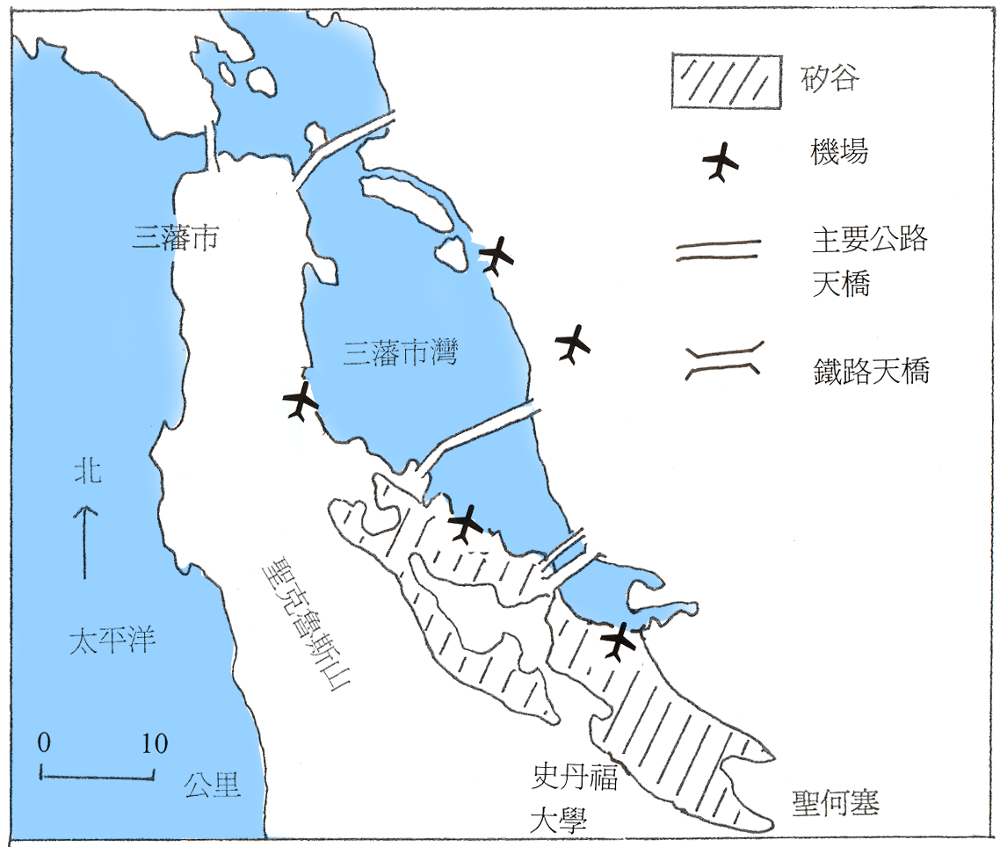 矽谷
機場
三藩市
主要公路
天橋
三藩市灣
鐵路天橋
北
聖克魯斯山
太平洋
0 10
公里
史丹福
大學
聖何塞